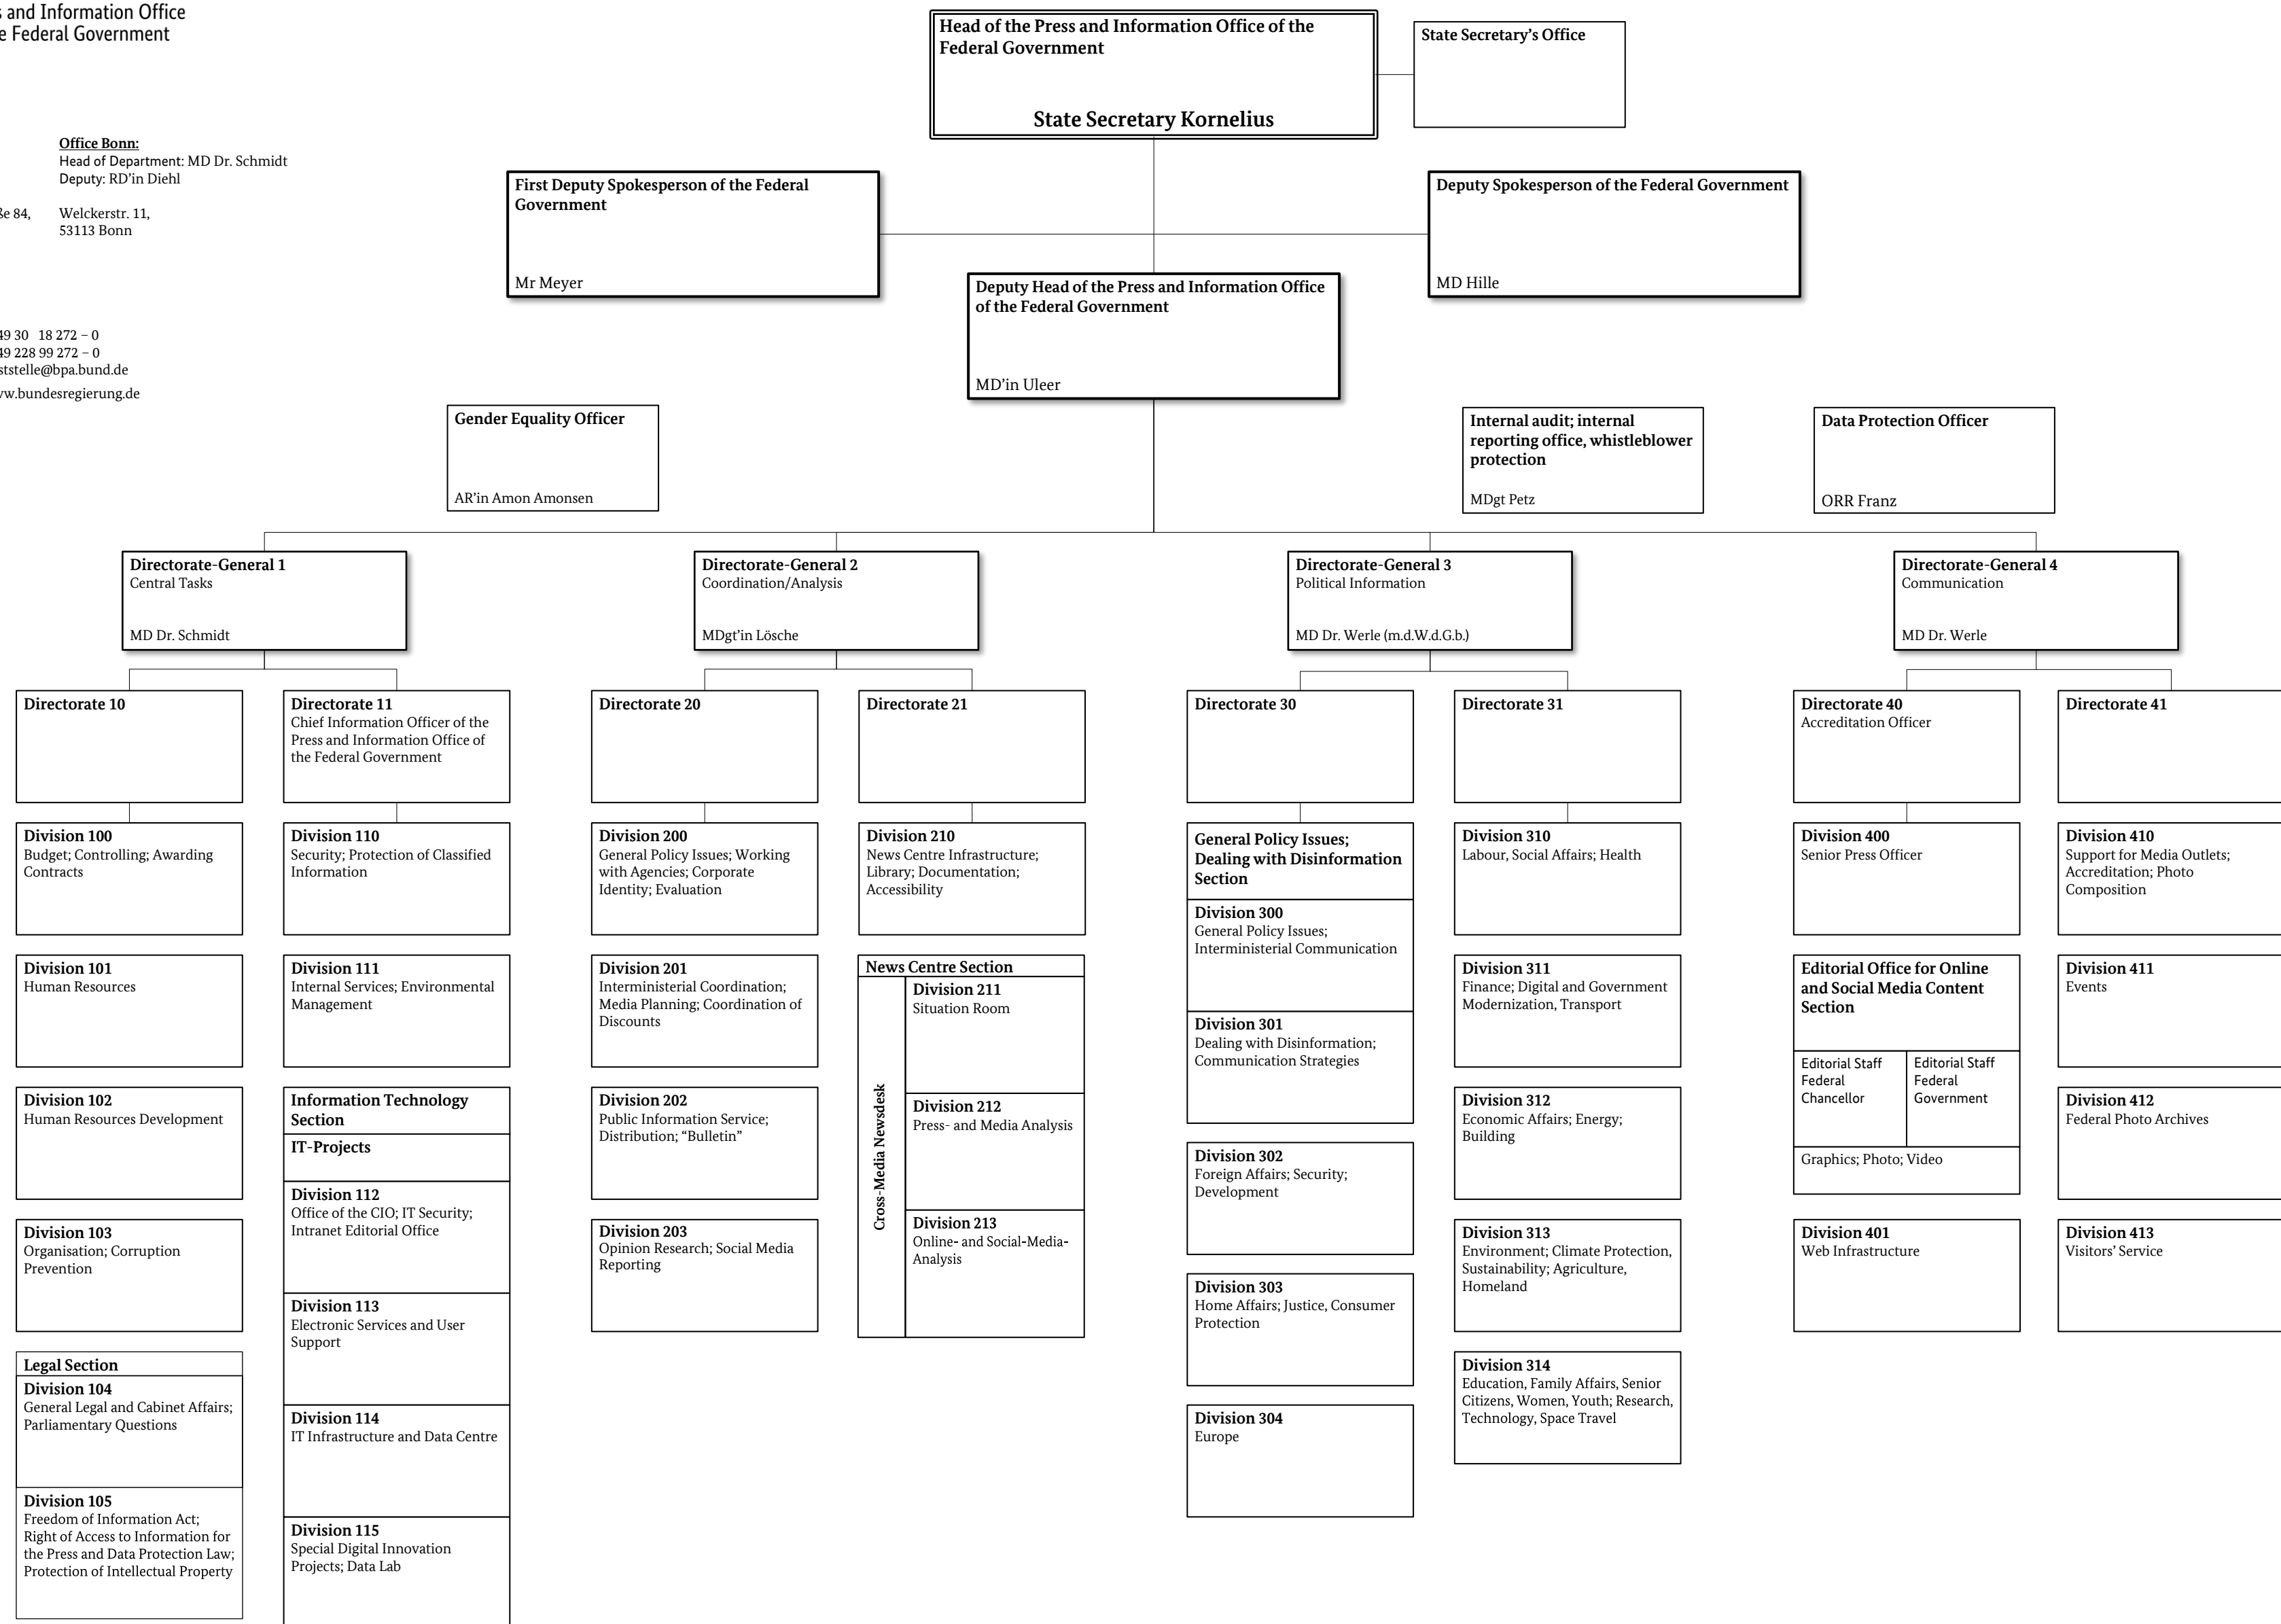 and Information Office
Federal Government
Office Bonn:
Head of Department: MD Dr. Schmidt
Deputy: RD’in Diehl
84,
Welckerstr. 11,
53113 Bonn
30 18 272 – 0
228 99 272 – 0
@bpa.bund.de
.bundesregierung.de
Head of the Press and Information Office of the
Federal Government
State Secretary Kornelius
State Secretary’s Office
First Deputy Spokesperson of the Federal
Government
Mr Meyer
Deputy Spokesperson of the Federal Government
MD Hille
Deputy Head of the Press and Information Office
of the Federal Government
MD’in Uleer
Gender Equality Officer
AR’in Amon Amonsen
Internal audit; internal
reporting office, whistleblower
protection
MDgt Petz
Data Protection Officer
ORR Franz
Directorate-General 1
Central Tasks
MD Dr. Schmidt
Directorate-General 2
Coordination/Analysis
MDgt’in Lösche
Directorate-General 3
Political Information
MD Dr. Werle (m.d.W.d.G.b.)
Directorate-General 4
Communication
MD Dr. Werle
Directorate 10
Division 100
Budget; Controlling; Awarding
Contracts
Division 101
Human Resources
Division 102
Human Resources Development
Division 103
Organisation; Corruption
Prevention
Legal Section
Division 104
General Legal and Cabinet Affairs;
Parliamentary Questions
Division 105
Freedom of Information Act;
Right of Access to Information for
the Press and Data Protection Law;
Protection of Intellectual Property
Directorate 11
Chief Information Officer of the
Press and Information Office of
the Federal Government
Division 110
Security; Protection of Classified
Information
Division 111
Internal Services; Environmental
Management
Information Technology
Section
IT-Projects
Division 112
Office of the CIO; IT Security;
Intranet Editorial Office
Division 113
Electronic Services and User
Support
Division 114
IT Infrastructure and Data Centre
Division 115
Special Digital Innovation
Projects; Data Lab
Directorate 20
Division 200
General Policy Issues; Working
with Agencies; Corporate
Identity; Evaluation
Division 201
Interministerial Coordination;
Media Planning; Coordination of
Discounts
Division 202
Public Information Service;
Distribution; “Bulletin”
Division 203
Opinion Research; Social Media
Reporting
Directorate 21
Division 210
News Centre Infrastructure;
Library; Documentation;
Accessibility
News Centre Section
Cross-Media Newsdesk
Division 211
Situation Room
Division 212
Press- and Media Analysis
Division 213
Online- and Social-Media-
Analysis
Directorate 30
General Policy Issues;
Dealing with Disinformation
Section
Division 300
General Policy Issues;
Interministerial Communication
Division 301
Dealing with Disinformation;
Communication Strategies
Division 302
Foreign Affairs; Security;
Development
Division 303
Home Affairs; Justice, Consumer
Protection
Division 304
Europe
Directorate 31
Division 310
Labour, Social Affairs; Health
Division 311
Finance; Digital and Government
Modernization, Transport
Division 312
Economic Affairs; Energy;
Building
Division 313
Environment; Climate Protection,
Sustainability; Agriculture,
Homeland
Division 314
Education, Family Affairs, Senior
Citizens, Women, Youth; Research,
Technology, Space Travel
Directorate 40
Accreditation Officer
Division 400
Senior Press Officer
Editorial Office for Online
and Social Media Content
Section
Editorial Staff
Federal
Chancellor
Editorial Staff
Federal
Government
Graphics; Photo; Video
Division 401
Web Infrastructure
Directorate 41
Division 410
Support for Media Outlets;
Accreditation; Photo
Composition
Division 411
Events
Division 412
Federal Photo Archives
Division 413
Visitors’ Service